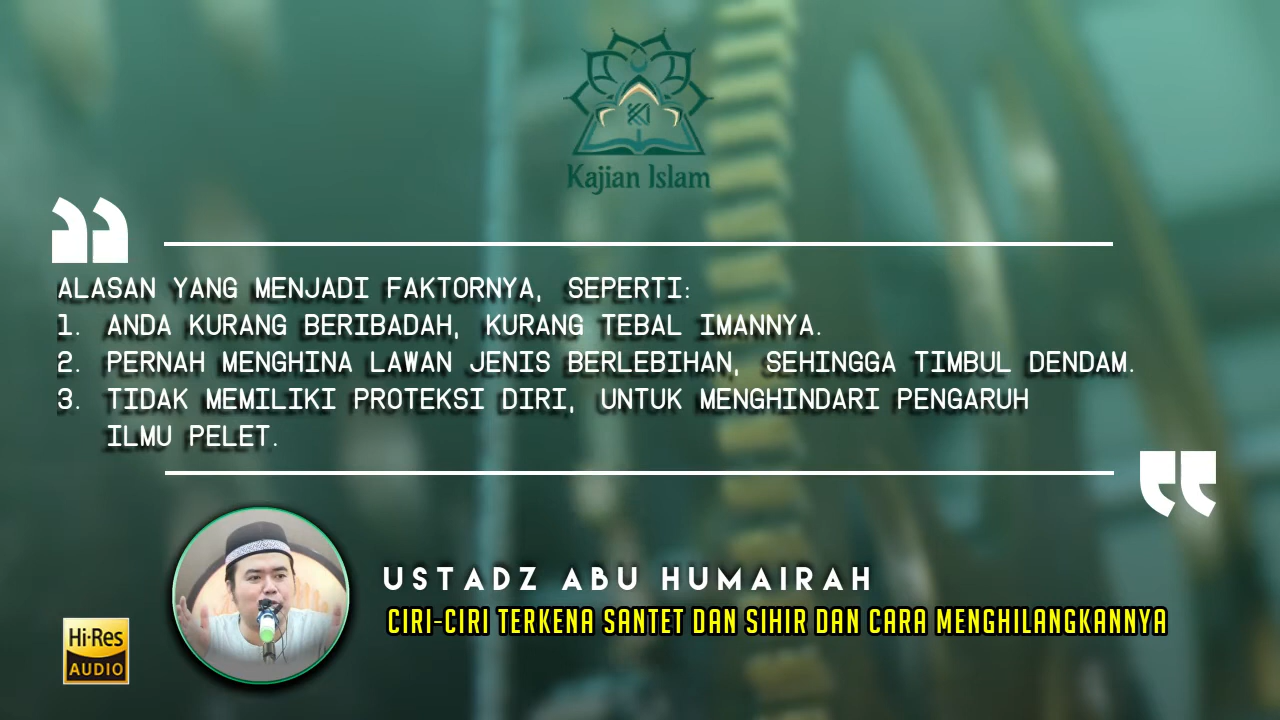 Kajian Islam
ALASAN YANG MENJADI FAKTORNYA, SEPERTI:
1. ANDA KURANG BERIBADAH, KURANG TEBAL IMANNYA.
2. PERNAH MENGHINA LAWAN JENIS BERLEBIHAN, SEHINGGA TIMBUL DENDAM.
3. TIDAK MEMILIKI PROTEKSI DIRI, UNTUK MENGHINDARI PENGARUH
ILMU PELET.
USTADZ ABU HUMAIRAH
CIRI-CIRI TERKENA SANTET DAN SIHIR DAN CARA MENGHILANGKANNYA
Hi-Res
AUDIO